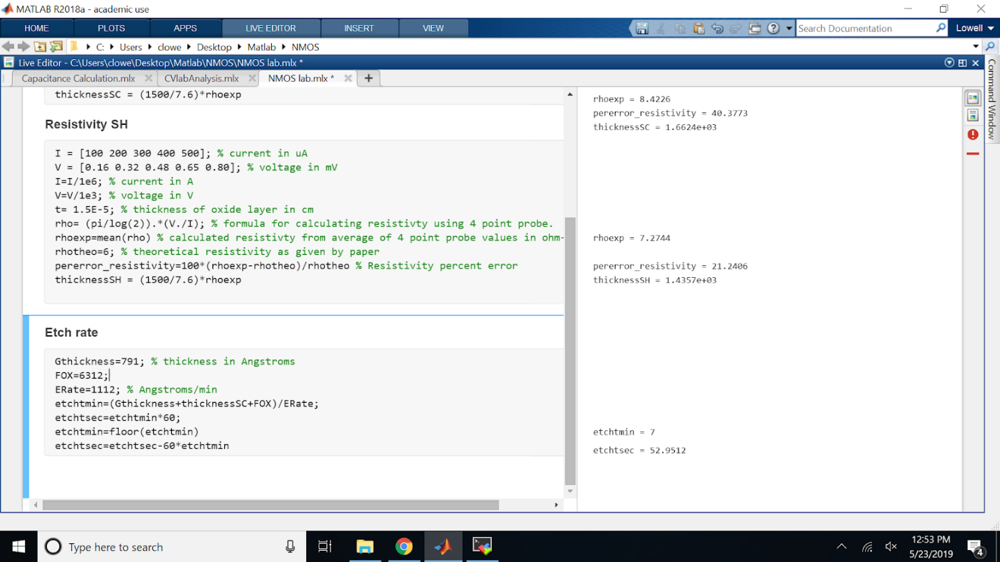 MATLAB R2018a - academic use
HOME PLOTS APPS LIVE EDITOR INSERT VIEW
Search Documentation
Lowell
C: Users clowe Desktop Matlab NMOS
Live Editor - C:\Users\clowe\Desktop\Matlab\NMOS\NMOS lab.mlx *
Capacitance Calculation.mlx CVlabAnalysis.mlx NMOS lab.mlx *
Command Window
thicknessSC = (1500/7.6)*rhoexp
rhoexp = 8.4226
pererror_resistivity = 40.3773
thicknessSC = 1.6624e+03
Resistivity SH
I = [100 200 300 400 500]; % current in uA
V = [0.16 0.32 0.48 0.65 0.80]; % voltage in mV
I=I/1e6; % current in A
V=V/1e3; % voltage in V
t= 1.5E-5; % thickness of oxide layer in cm
rho= (pi/log(2)).*(V./I); % formula for calculating resistivty using 4 point probe.
rhoexp=mean(rho) % calculated resistivty from average of 4 point probe values in ohm-
rhotheo=6; % theoretical resistivity as given by paper
pererror_resistivity=100*(rhoexp-rhotheo)/rhotheo % Resistivity percent error
thicknessSH = (1500/7.6)*rhoexp
rhoexp = 7.2744
pererror_resistivity = 21.2406
thicknessSH = 1.4357e+03
Etch rate
Gthickness=791; % thickness in Angstroms
FOX=6312;
ERate=1112; % Angstroms/min
etchtmin=(Gthickness+thicknessSC+FOX)/ERate;
etchtsec=etchtmin*60;
etchtmin=floor(etchtmin)
etchtsec=etchtsec-60*etchtmin
etchtmin = 7
etchtsec = 52.9512
Type here to search
12:53 PM
5/23/2019
4